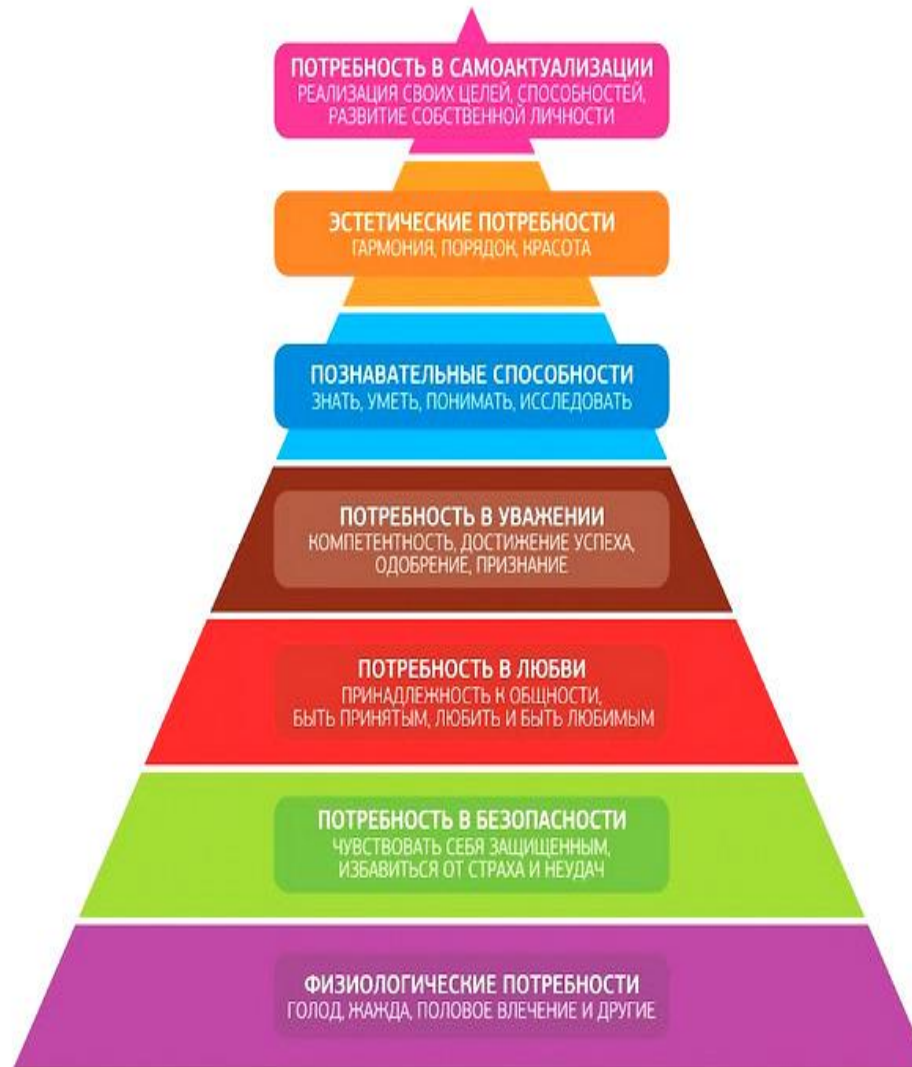 ПОТРЕБНОСТЬ В САМОАКТУАЛИЗАЦИИ
РЕАЛИЗАЦИЯ СВОИХ ЦЕЛЕЙ, СПОСОБНОСТЕЙ,
РАЗВИТИЕ СОБСТВЕННОЙ ЛИЧНОСТИ
ЭСТЕТИЧЕСКИЕ ПОТРЕБНОСТИ
ГАРМОНИЯ, ПОРЯДОК, КРАСОТА
ПОЗНАВАТЕЛЬНЫЕ СПОСОБНОСТИ
ЗНАТЬ, УМЕТЬ, ПОНИМАТЬ, ИССЛЕДОВАТЬ
ПОТРЕБНОСТЬ В УВАЖЕНИИ
КОМПЕТЕНТНОСТЬ, ДОСТИЖЕНИЕ УСПЕХА,
ОДОБРЕНИЕ, ПРИЗНАНИЕ
ПОТРЕБНОСТЬ В ЛЮБВИ
ПРИНАДЛЕЖНОСТЬ К ОБЩНОСТИ,
БЫТЬ ПРИНЯТЫМ, ЛЮБИТЬ И БЫТЬ ЛЮБИМЫМ
ПОТРЕБНОСТЬ В БЕЗОПАСНОСТИ
ЧУВСТВОВАТЬ СЕБЯ ЗАЩИЩЕННЫМ,
ИЗБАВИТЬСЯ ОТ СТРАХА И НЕУДАЧ
ФИЗИОЛОГИЧЕСКИЕ ПОТРЕБНОСТИ
ГОЛОД, ЖАЖДА, ПОЛОВОЕ ВЛЕЧЕНИЕ И ДРУГИЕ